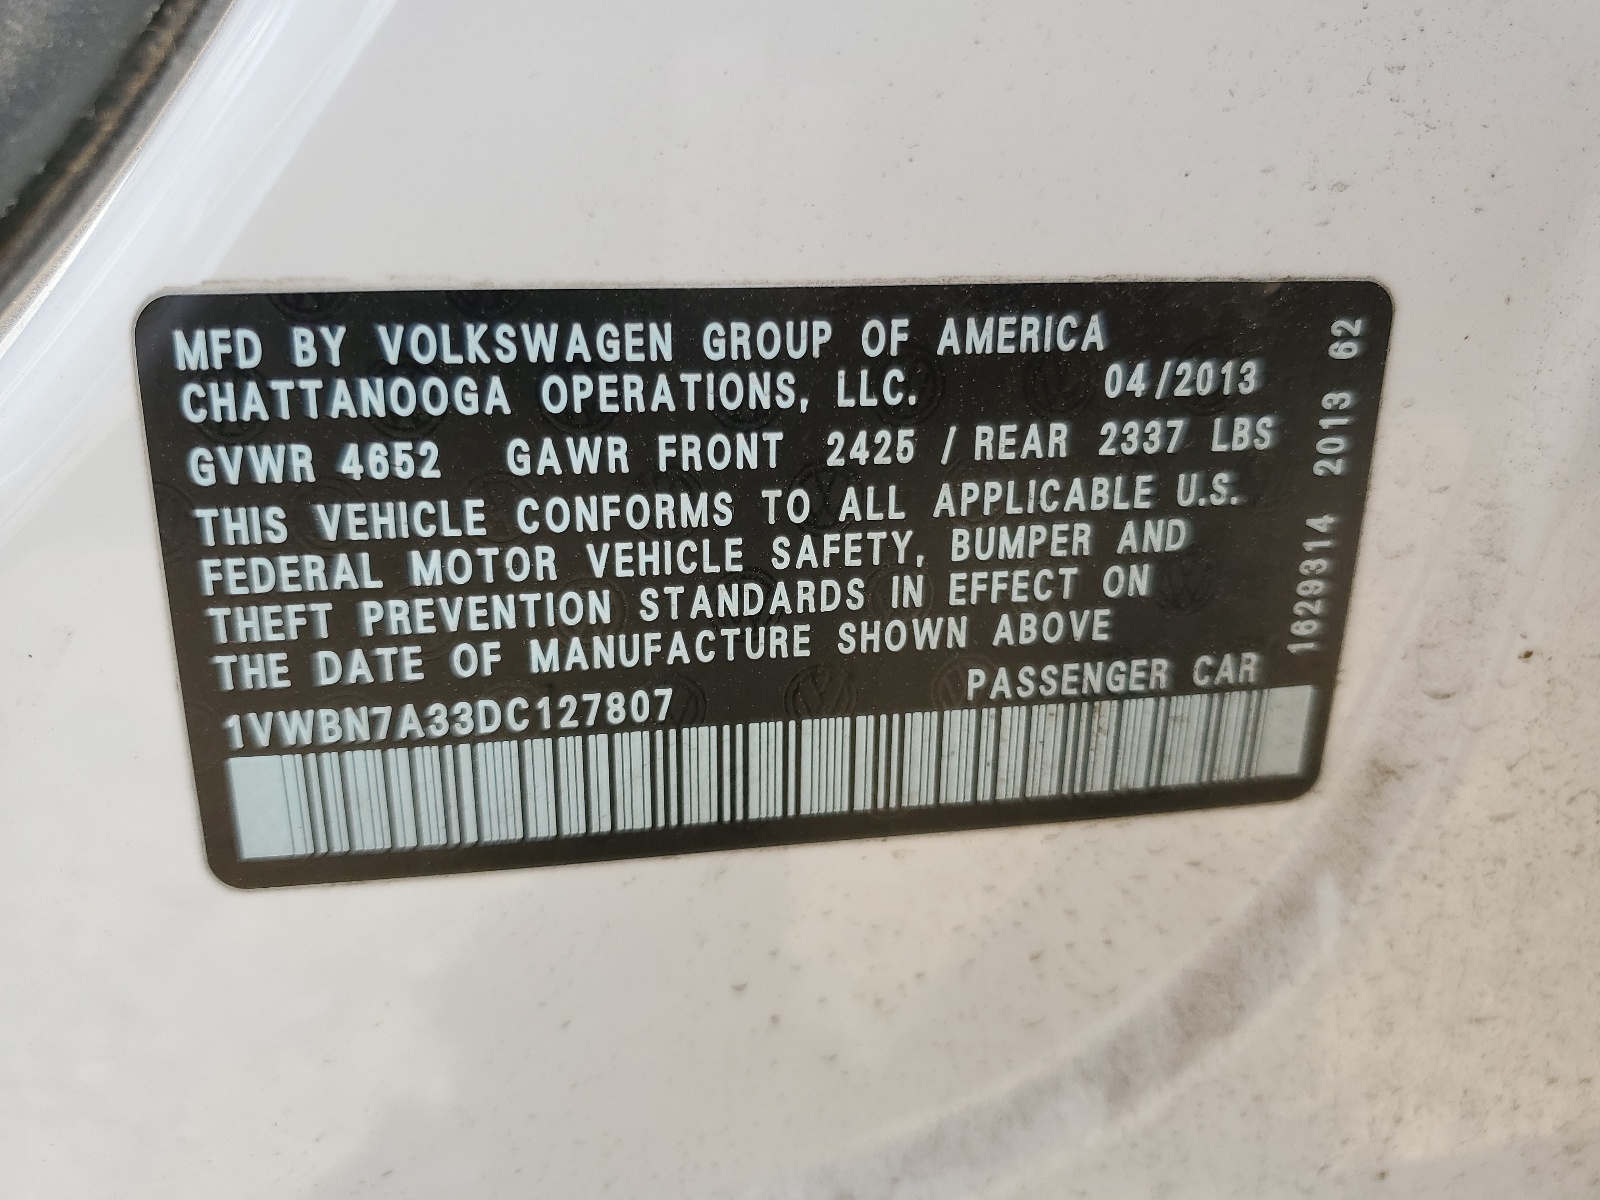 MFD BY VOLKSWAGEN GROUP OF AMERICA
CHATTANOOGA OPERATIONS, LLC. 04/2013
GVWR 4652 GAWR FRONT 2425 / REAR 2337 LBS
THIS VEHICLE CONFORMS TO ALL APPLICABLE U.S.
FEDERAL MOTOR VEHICLE SAFETY, BUMPER AND
THEFT PREVENTION STANDARDS IN EFFECT ON
THE DATE OF MANUFACTURE SHOWN ABOVE
1VWBN7A33DC127807 PASSENGER CAR
1629314 2013 62